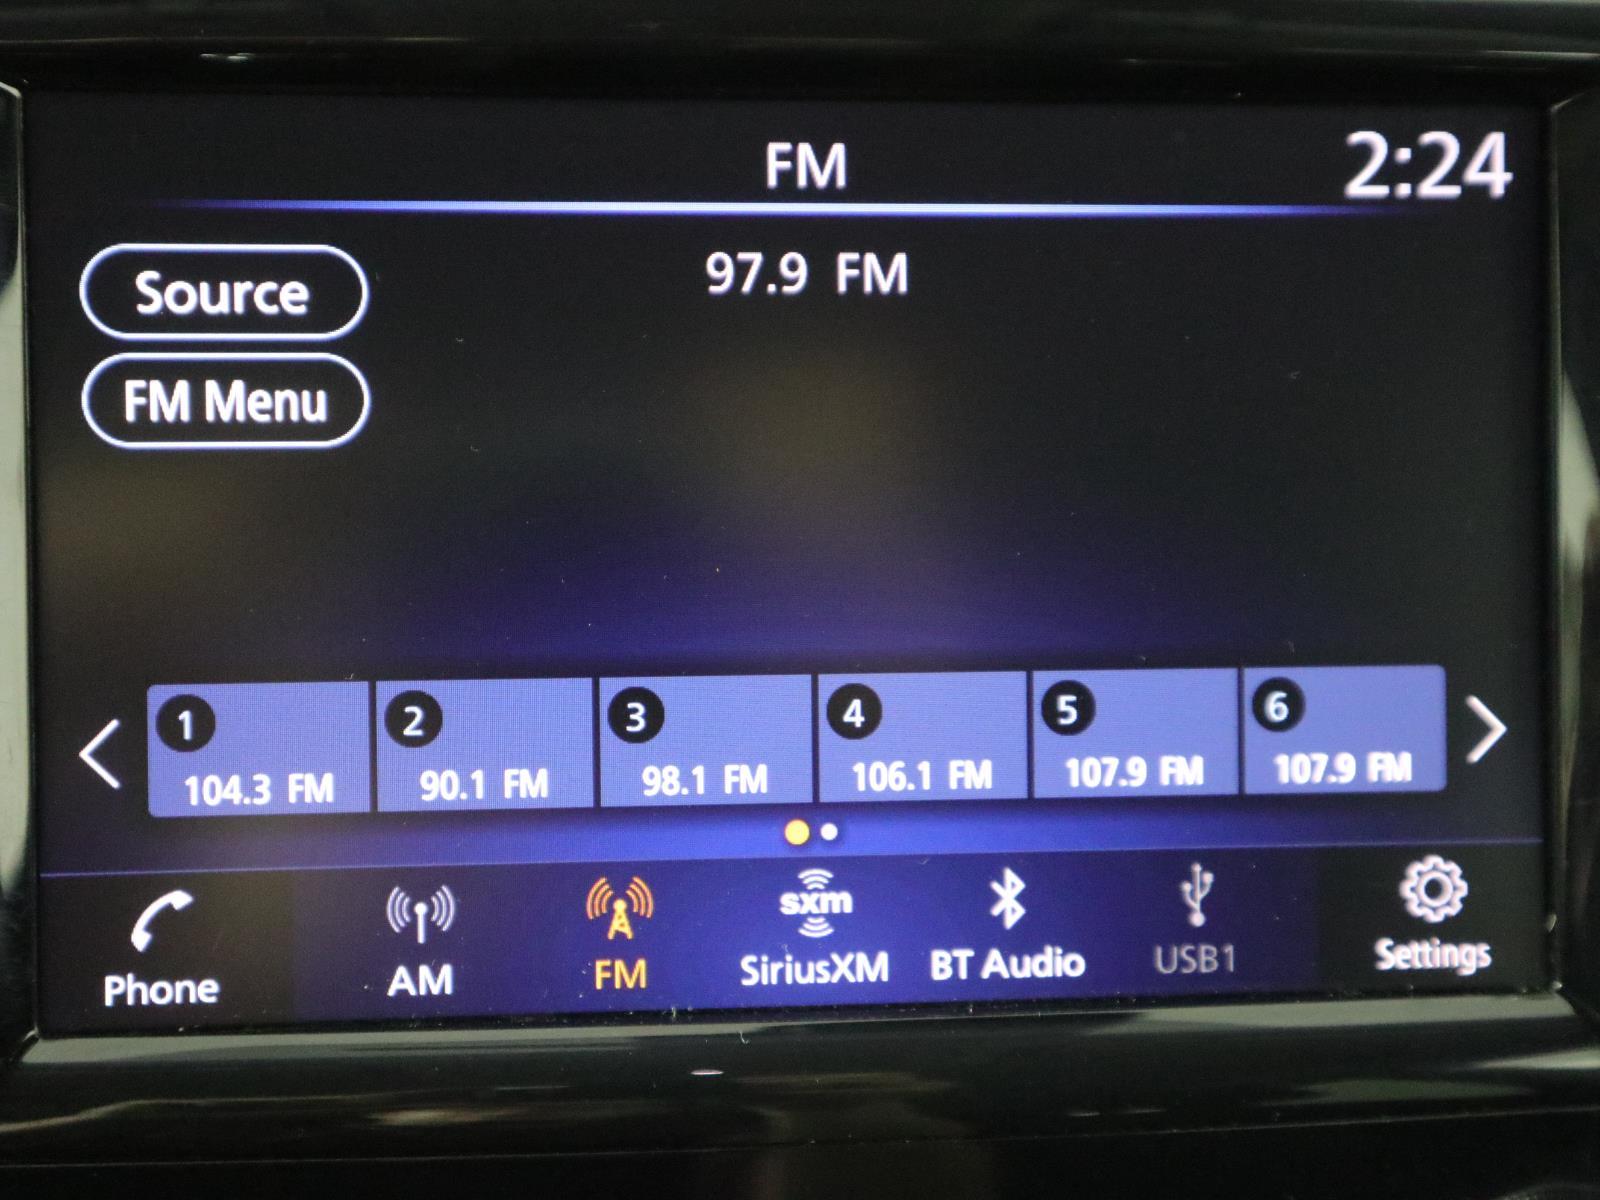 FM
2:24
Source
97.9 FM
FM Menu
1
2
3
4
5
6
104.3 FM
90.1 FM
98.1 FM
106.1 FM
107.9 FM
107.9 FM
sxm
Phone
AM
FM
SiriusXM
BT Audio
USB1
Settings